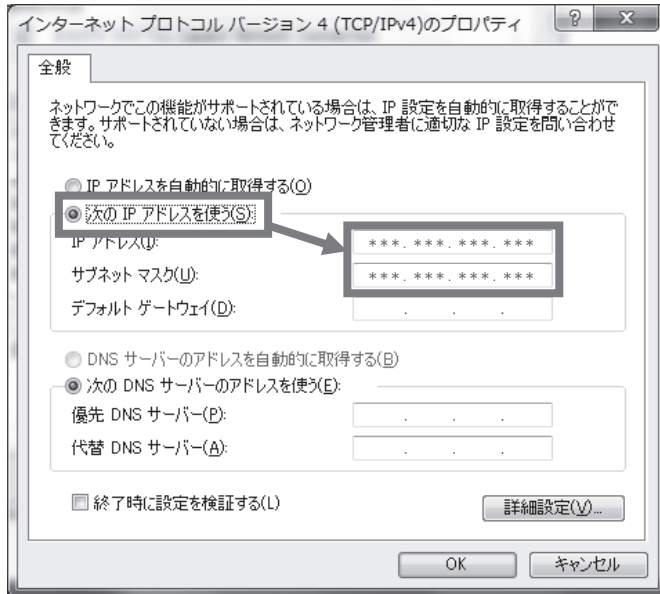 インターネット プロトコル バージョン 4 (TCP/IPv4)のプロパティ
全般
ネットワークでこの機能がサポートされている場合は、IP 設定を自動的に取得することがで
きます。サポートされていない場合は、ネットワーク管理者に適切な IP 設定を問い合わせ
てください。
IP アドレスを自動的に取得する(O)
次の IP アドレスを使う(S):
IP アドレス(I): ***. ***. ***. ***
サブネット マスク(U): ***. ***. ***. ***
デフォルト ゲートウェイ(D): . . .
DNS サーバーのアドレスを自動的に取得する(B)
次の DNS サーバーのアドレスを使う(E):
優先 DNS サーバー(P): . . .
代替 DNS サーバー(A): . . .
終了時に設定を検証する(L)
詳細設定(V)...
OK キャンセル